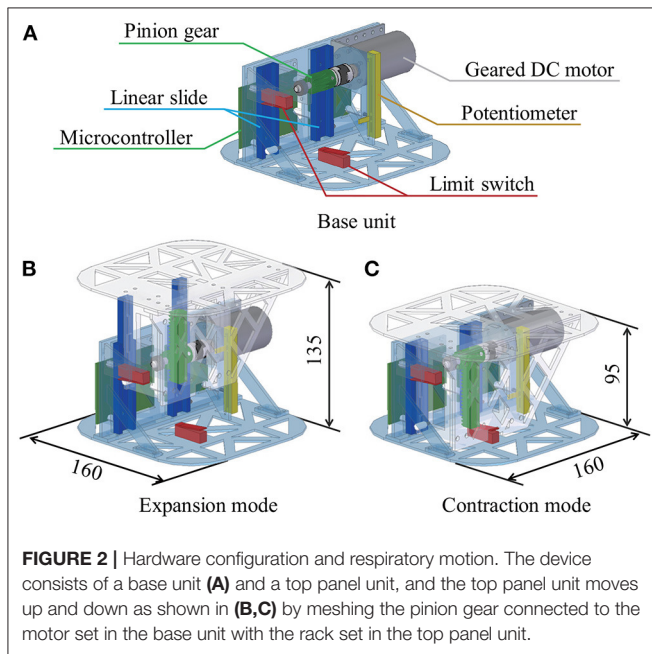 A
Pinion gear
Geared DC motor
Linear slide
Potentiometer
Microcontroller
Limit switch
Base unit
B
C
135
95
160
160
Expansion mode
Contraction mode
FIGURE 2 | Hardware configuration and respiratory motion. The device
consists of a base unit (A) and a top panel unit, and the top panel unit moves
up and down as shown in (B,C) by meshing the pinion gear connected to the
motor set in the base unit with the rack set in the top panel unit.